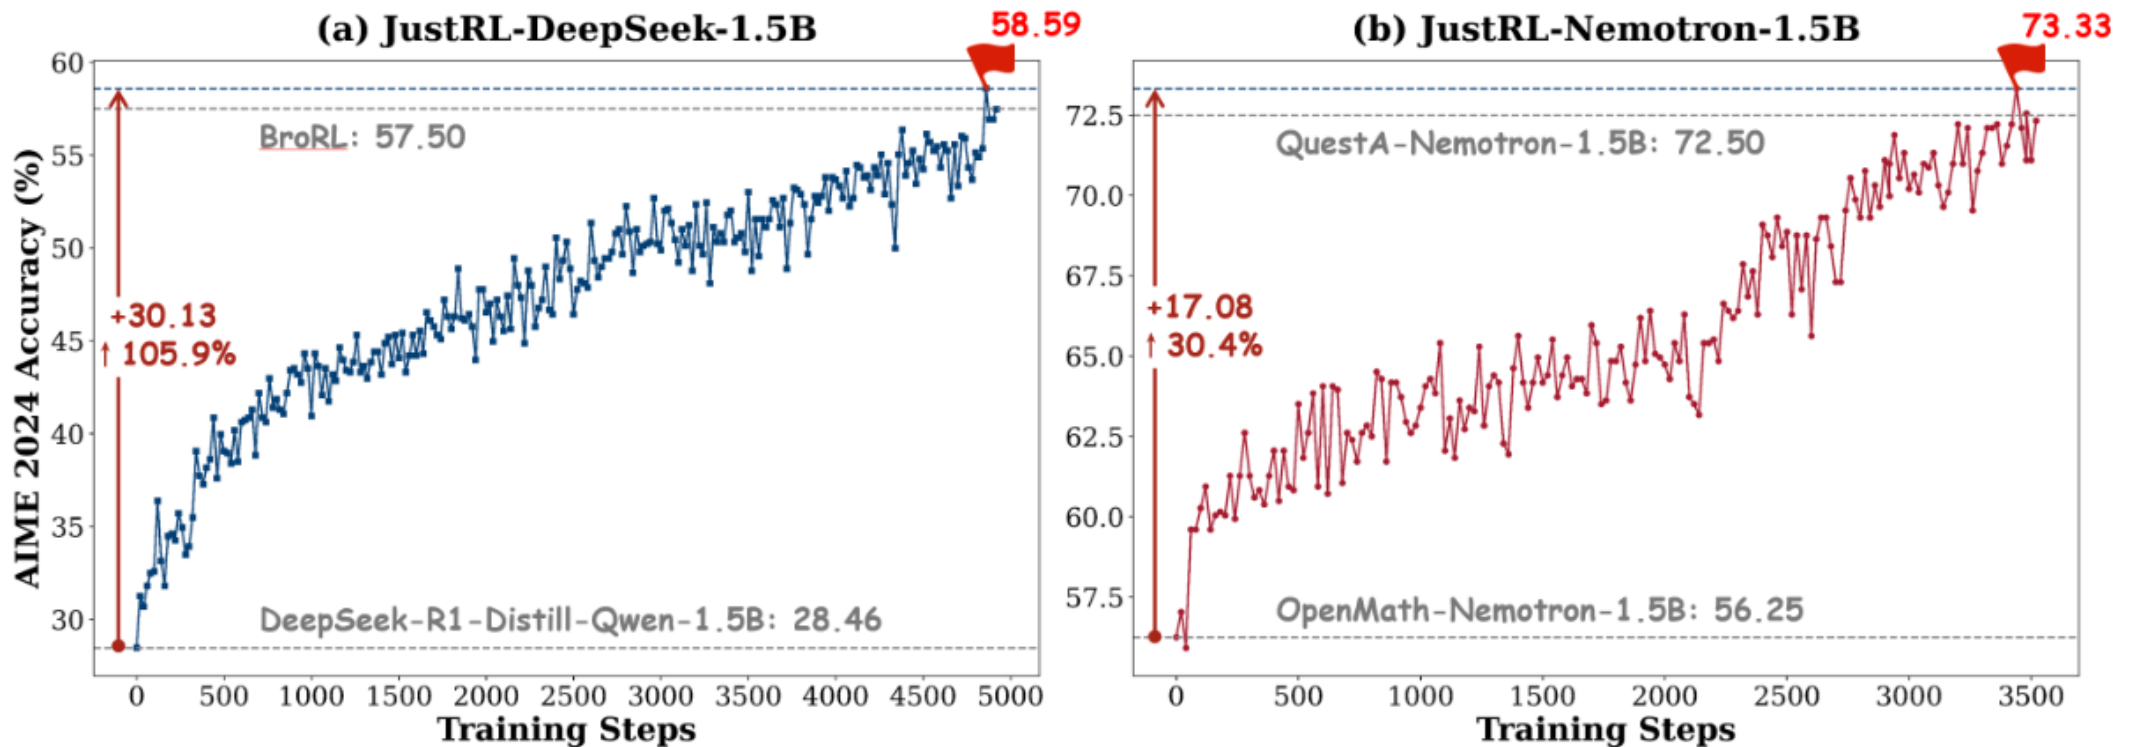 (a) JustRL-DeepSeek-1.5B
58.59
AIME 2024 Accuracy (%)
60
55
50
45
40
35
30
BroRL: 57.50
+30.13
↑ 105.9%
DeepSeek-R1-Distill-Qwen-1.5B: 28.46
0 500 1000 1500 2000 2500 3000 3500 4000 4500 5000
Training Steps
(b) JustRL-Nemotron-1.5B
73.33
72.5
70.0
67.5
65.0
62.5
60.0
57.5
QuestA-Nemotron-1.5B: 72.50
+17.08
↑ 30.4%
OpenMath-Nemotron-1.5B: 56.25
0 500 1000 1500 2000 2500 3000 3500
Training Steps